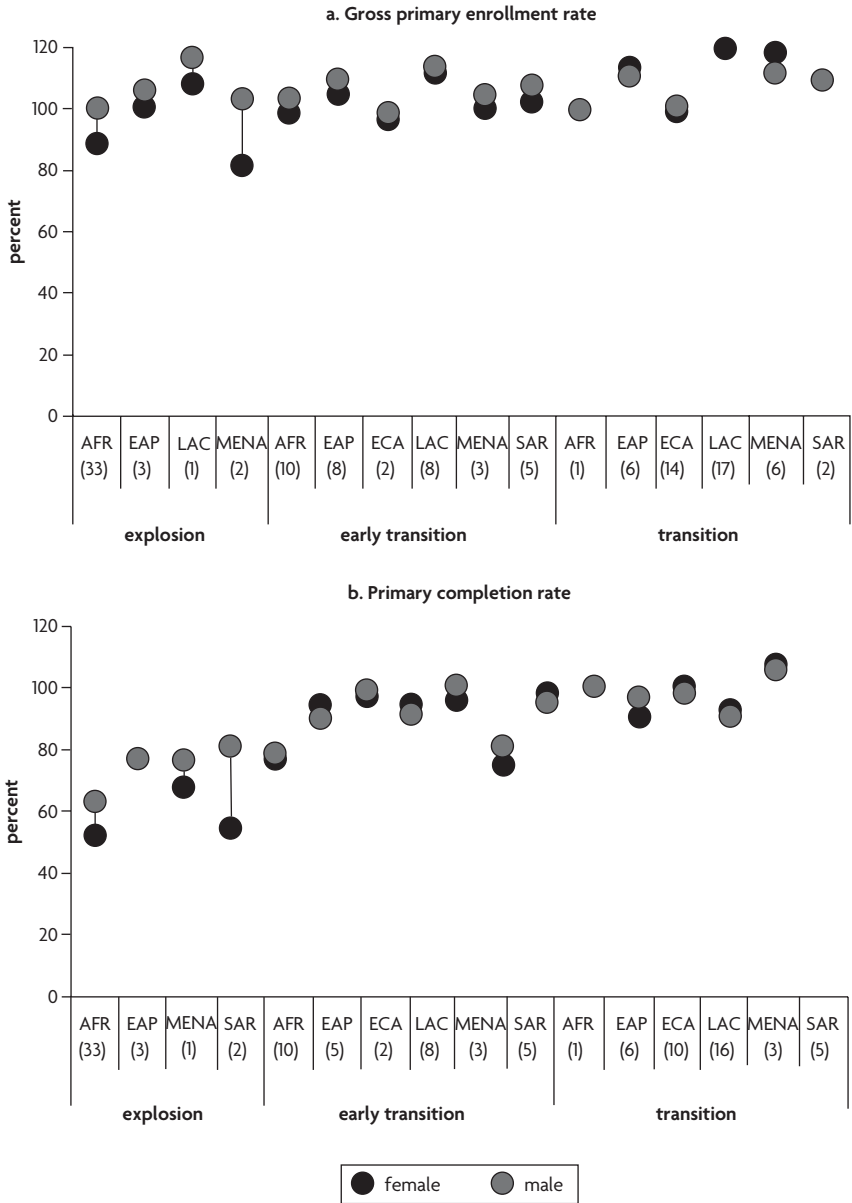 a. Gross primary enrollment rate
120
100
80
60
40
20
0
percent
AFR EAP LAC MENA AFR EAP ECA LAC MENA SAR AFR EAP ECA LAC MENA SAR
(33) (3) (1) (2) (10) (8) (2) (8) (3) (5) (1) (6) (14) (17) (6) (2)
explosion early transition transition
b. Primary completion rate
120
100
80
60
40
20
0
percent
AFR EAP MENA SAR AFR EAP ECA LAC MENA SAR AFR EAP ECA LAC MENA SAR
(33) (3) (1) (2) (10) (5) (2) (8) (3) (5) (1) (6) (10) (16) (3) (5)
explosion early transition transition
female male